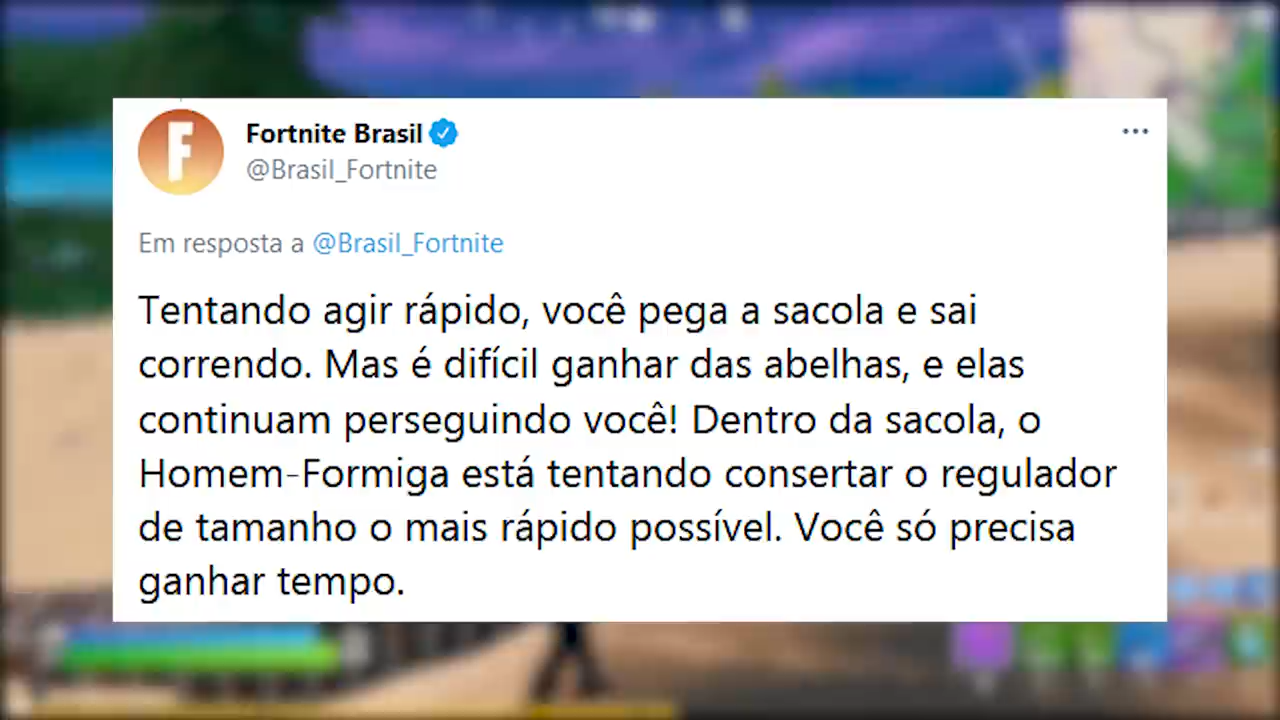 F
Fortnite Brasil
@Brasil_Fortnite
Em resposta a @Brasil_Fortnite
Tentando agir rápido, você pega a sacola e sai
correndo. Mas é difícil ganhar das abelhas, e elas
continuam perseguindo você! Dentro da sacola, o
Homem-Formiga está tentando consertar o regulador
de tamanho o mais rápido possível. Você só precisa
ganhar tempo.